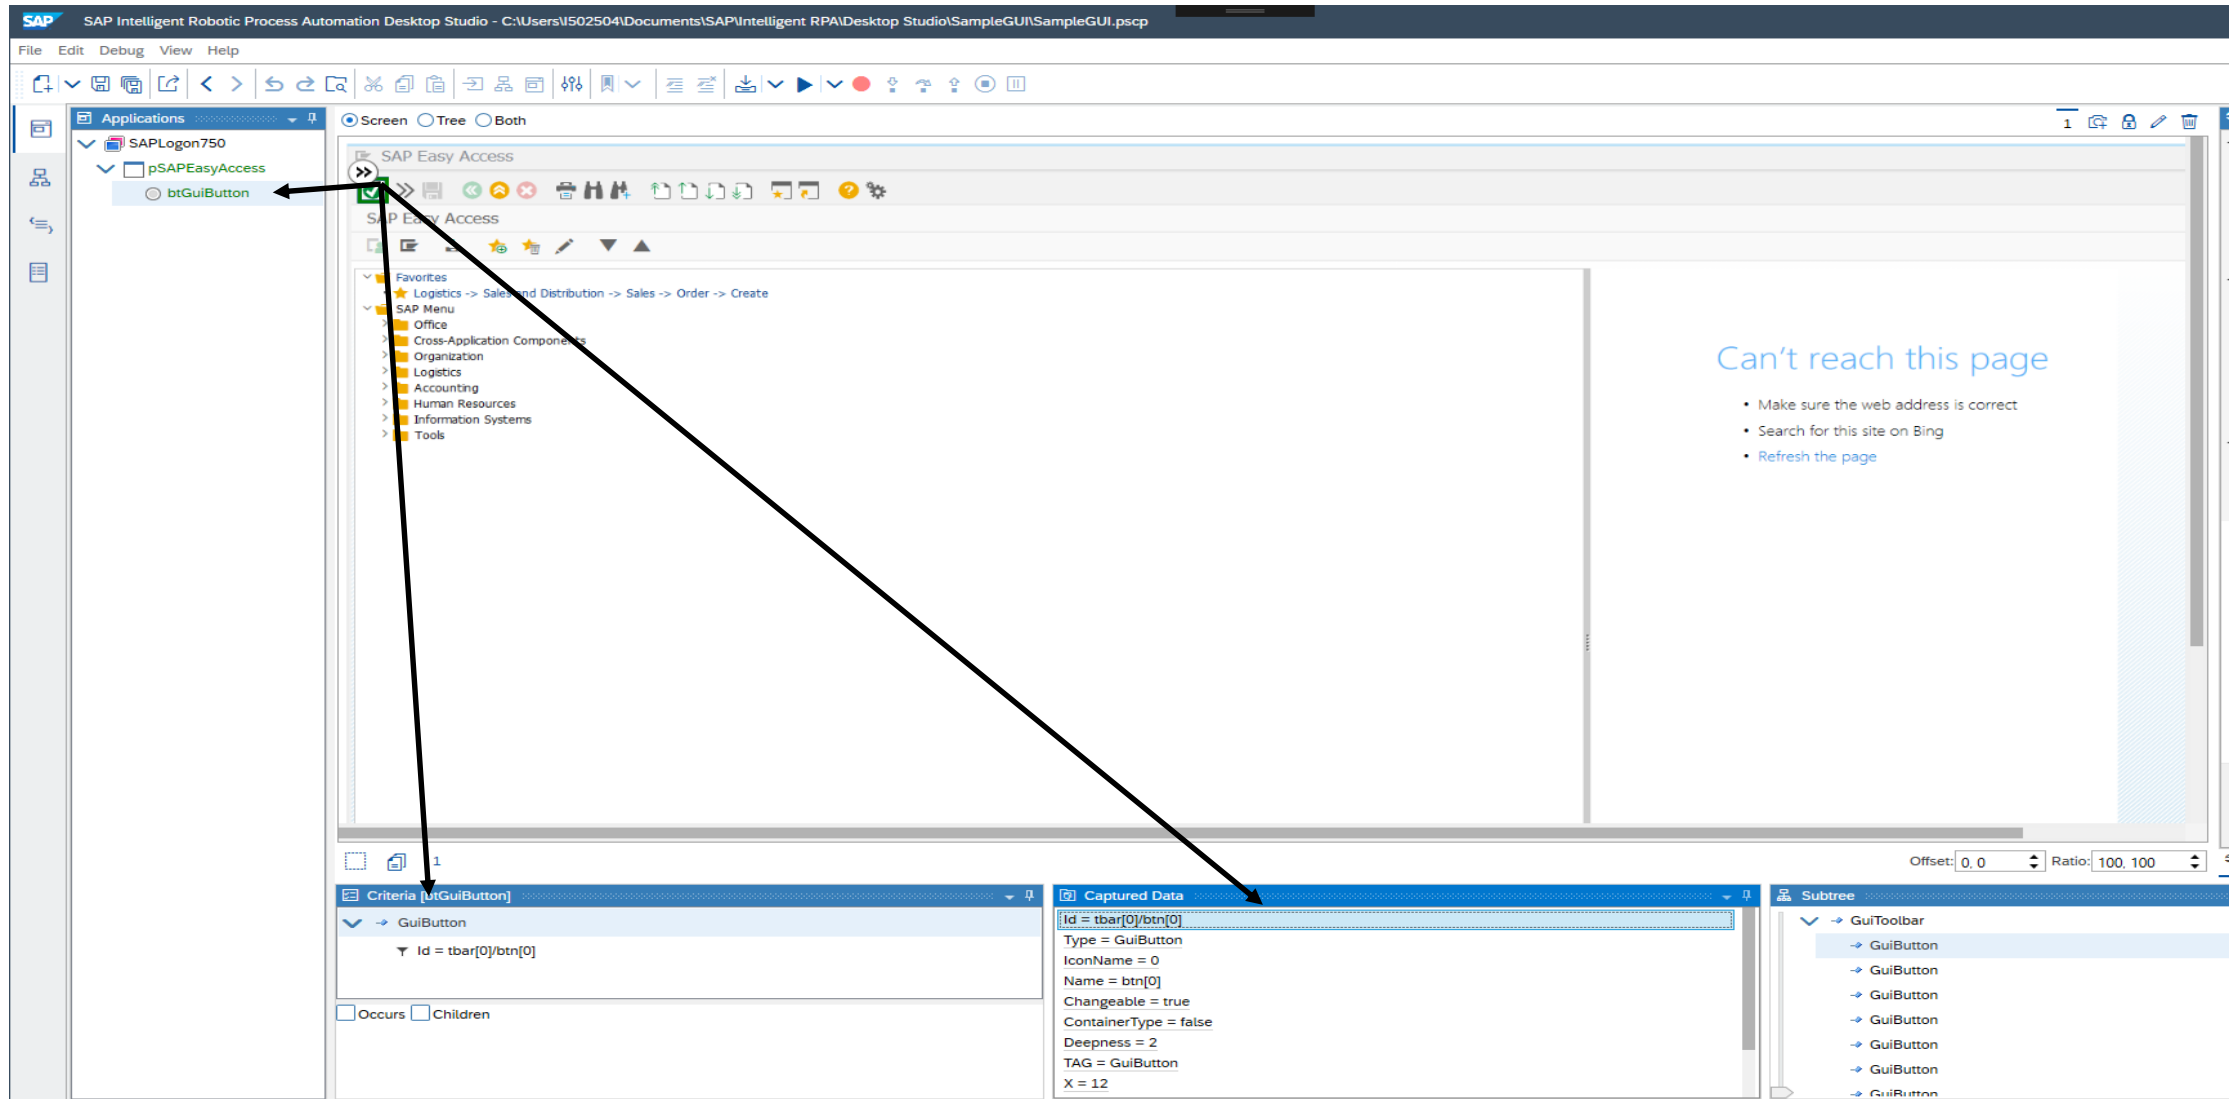 SAP SAP Intelligent Robotic Process Automation Desktop Studio - C:\Users\I502504\Documents\SAP\Intelligent RPA\Desktop Studio\SampleGUI\SampleGUI.pscp
File Edit Debug View Help
Applications
SAPLogon750
pSAPEasyAccess
btGuiButton
Screen Tree Both
1
SAP Easy Access
SAP Easy Access
Favorites
Logistics -> Sales and Distribution -> Sales -> Order -> Create
SAP Menu
Office
Cross-Application Components
Organization
Logistics
Accounting
Human Resources
Information Systems
Tools
Can't reach this page
• Make sure the web address is correct
• Search for this site on Bing
• Refresh the page
1
Offset: 0, 0 Ratio: 100, 100
Criteria [btGuiButton]
GuiButton
Id = tbar[0]/btn[0]
Occurs Children
Captured Data
Id = tbar[0]/btn[0]
Type = GuiButton
IconName = 0
Name = btn[0]
Changeable = true
ContainerType = false
Deepness = 2
TAG = GuiButton
X = 12
Subtree
GuiToolbar
GuiButton
GuiButton
GuiButton
GuiButton
GuiButton
GuiButton
GuiButton